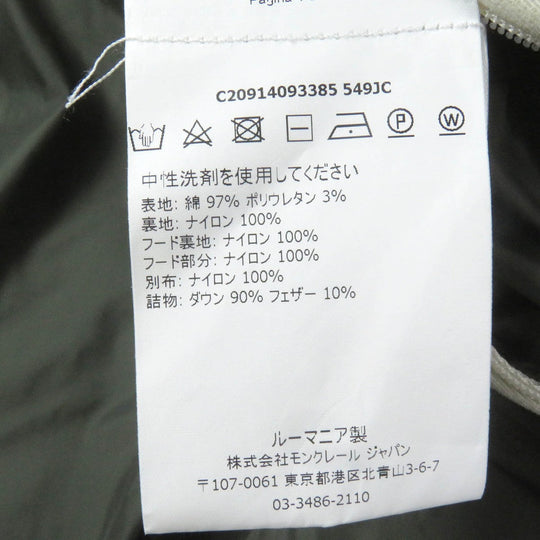 C20914093385 549JC
P W
中性洗剤を使用してください
表地: 綿 97% ポリウレタン 3%
裏地: ナイロン 100%
フード裏地: ナイロン 100%
フード部分: ナイロン 100%
別布: ナイロン 100%
詰物: ダウン 90% フェザー 10%
ルーマニア製
株式会社モンクレール ジャパン
〒107-0061 東京都港区北青山3-6-7
03-3486-2110